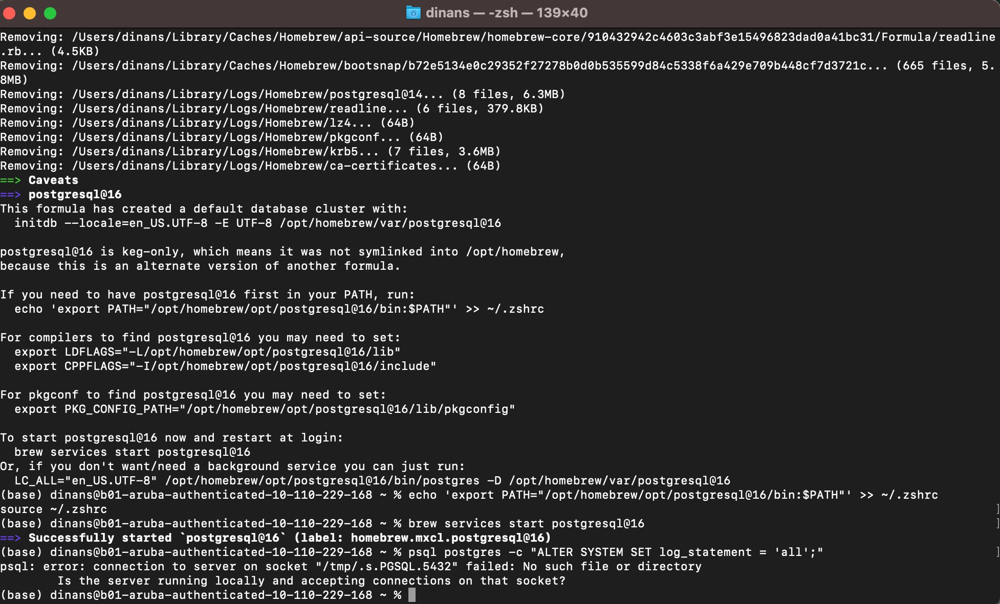 dinans — -zsh — 139×40
Removing: /Users/dinans/Library/Caches/Homebrew/api-source/Homebrew/homebrew-core/910432942c4603c3abf3e15496823dad0a41bc31/Formula/readline
.rb... (4.5KB)
Removing: /Users/dinans/Library/Caches/Homebrew/bootsnap/b72e5134e0c29352f27278b0d0b535599d84c5338f6a429e709b448cf7d3721c... (665 files, 5.
8MB)
Removing: /Users/dinans/Library/Logs/Homebrew/postgresql@14... (8 files, 6.3MB)
Removing: /Users/dinans/Library/Logs/Homebrew/readline... (6 files, 379.8KB)
Removing: /Users/dinans/Library/Logs/Homebrew/lz4... (64B)
Removing: /Users/dinans/Library/Logs/Homebrew/pkgconf... (64B)
Removing: /Users/dinans/Library/Logs/Homebrew/krb5... (7 files, 3.6MB)
Removing: /Users/dinans/Library/Logs/Homebrew/ca-certificates... (64B)
==> Caveats
==> postgresql@16
This formula has created a default database cluster with:
  initdb --locale=en_US.UTF-8 -E UTF-8 /opt/homebrew/var/postgresql@16

postgresql@16 is keg-only, which means it was not symlinked into /opt/homebrew,
because this is an alternate version of another formula.

If you need to have postgresql@16 first in your PATH, run:
  echo 'export PATH="/opt/homebrew/opt/postgresql@16/bin:$PATH"' >> ~/.zshrc

For compilers to find postgresql@16 you may need to set:
  export LDFLAGS="-L/opt/homebrew/opt/postgresql@16/lib"
  export CPPFLAGS="-I/opt/homebrew/opt/postgresql@16/include"

For pkgconf to find postgresql@16 you may need to set:
  export PKG_CONFIG_PATH="/opt/homebrew/opt/postgresql@16/lib/pkgconfig"

To start postgresql@16 now and restart at login:
  brew services start postgresql@16
Or, if you don't want/need a background service you can just run:
  LC_ALL="en_US.UTF-8" /opt/homebrew/opt/postgresql@16/bin/postgres -D /opt/homebrew/var/postgresql@16
(base) dinans@b01-aruba-authenticated-10-110-229-168 ~ % echo 'export PATH="/opt/homebrew/opt/postgresql@16/bin:$PATH"' >> ~/.zshrc
source ~/.zshrc ]
(base) dinans@b01-aruba-authenticated-10-110-229-168 ~ % brew services start postgresql@16 ]
==> Successfully started `postgresql@16` (label: homebrew.mxcl.postgresql@16)
(base) dinans@b01-aruba-authenticated-10-110-229-168 ~ % psql postgres -c "ALTER SYSTEM SET log_statement = 'all';" ]
psql: error: connection to server on socket "/tmp/.s.PGSQL.5432" failed: No such file or directory
        Is the server running locally and accepting connections on that socket?
(base) dinans@b01-aruba-authenticated-10-110-229-168 ~ %